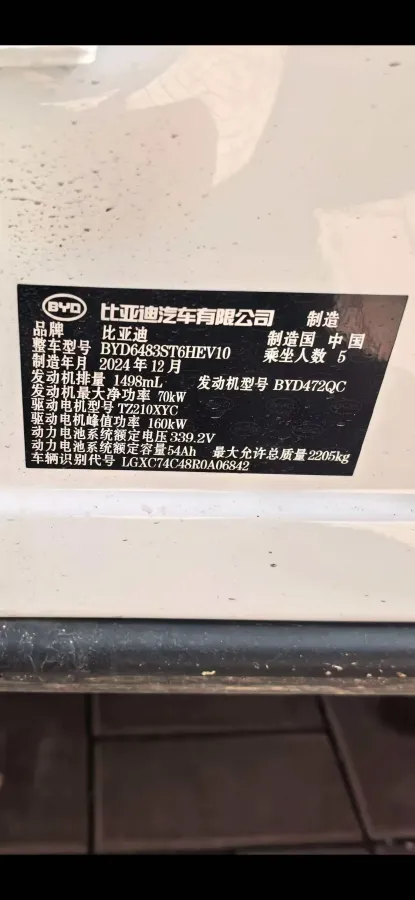 BYD 比亚迪汽车有限公司 制造
品牌 比亚迪 制造国 中国
整车型号 BYD6483ST6HEV10 乘坐人数 5
制造年月 2024年12月
发动机排量 1498mL 发动机型号 BYD472QC
发动机最大净功率 70kW
驱动电机型号 TZ210XYC
驱动电机峰值功率 160kW
动力电池系统额定电压 339.2V
动力电池系统额定容量 54Ah 最大允许总质量 2205kg
车辆识别代号 LGXC74C48R0A06842